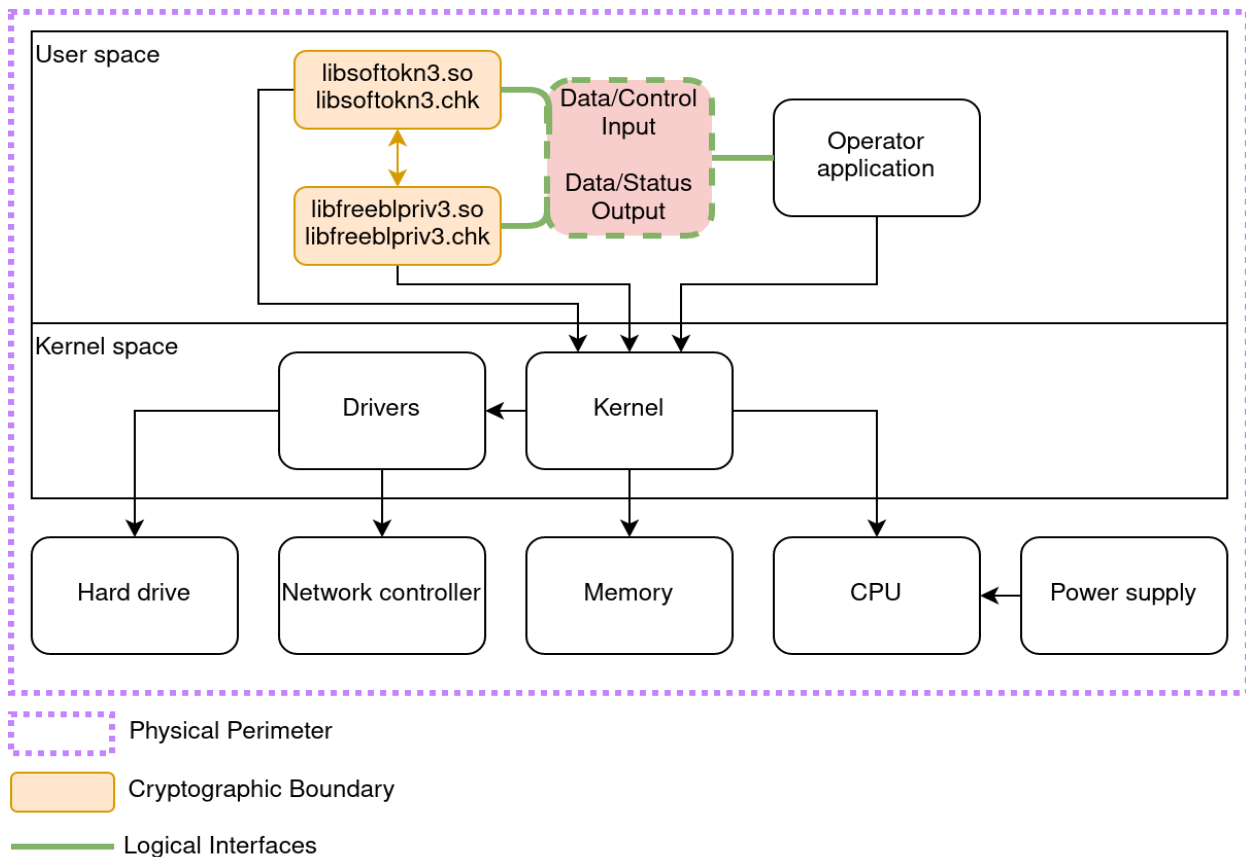 User space
libsoftokn3.so
libsoftokn3.chk
Data/Control
Input
Data/Status
Output
Operator
application
libfreeblpriv3.so
libfreeblpriv3.chk
Kernel space
Drivers
Kernel
Hard drive
Network controller
Memory
CPU
Power supply
Physical Perimeter
Cryptographic Boundary
Logical Interfaces